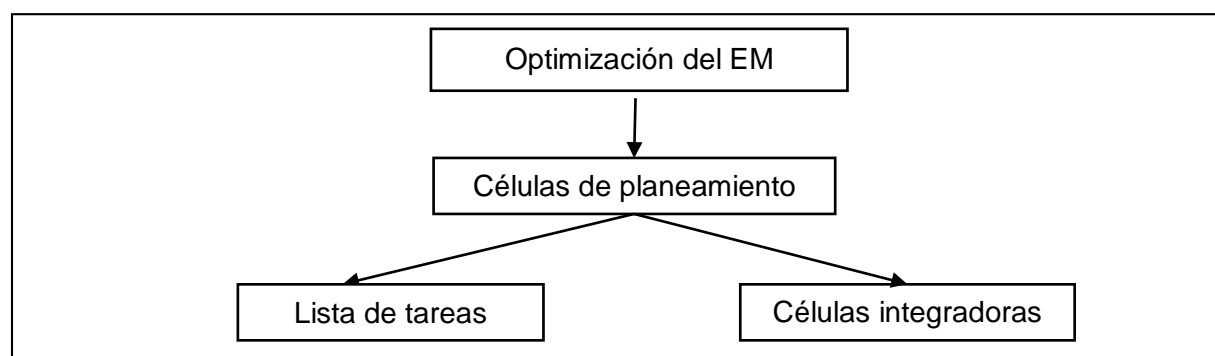 Optimización del EM
Células de planeamiento
Lista de tareas
Células integradoras